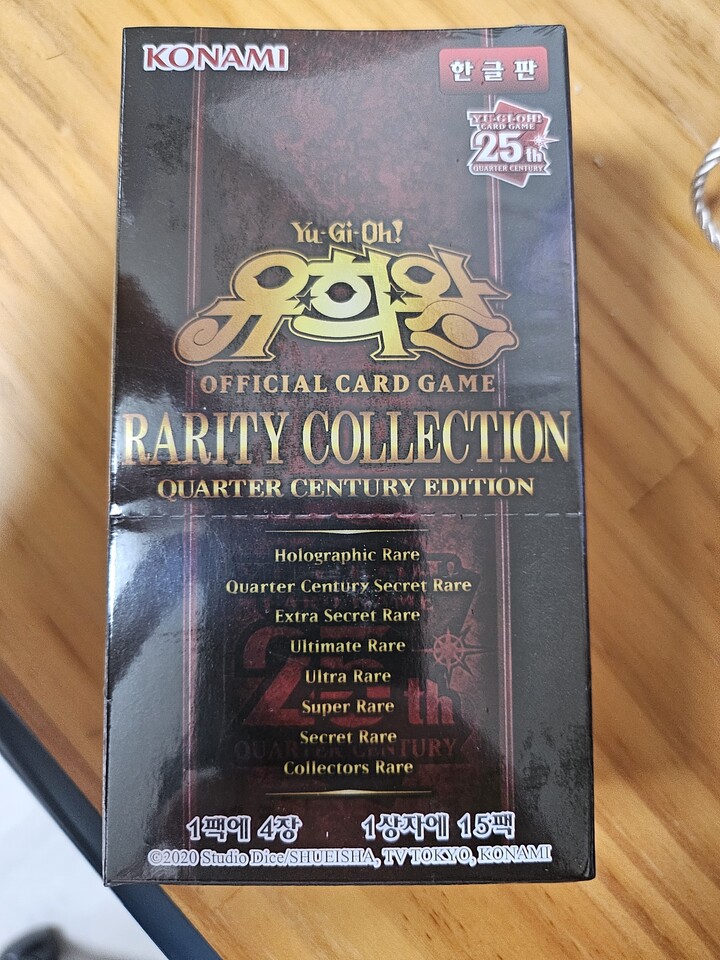 KONAMI
한글판
YU-GI-OH!
CARD GAME
25th
QUARTER CENTURY
Yu-Gi-Oh!
유희왕
OFFICIAL CARD GAME
RARITY COLLECTION
QUARTER CENTURY EDITION
Holographic Rare
Quarter Century Secret Rare
Extra Secret Rare
Ultimate Rare
Ultra Rare
Super Rare
Secret Rare
Collectors Rare
25th
QUARTER CENTURY
1팩에 4장 1상자에 15팩
©2020 Studio Dice/SHUEISHA, TV TOKYO, KONAMI